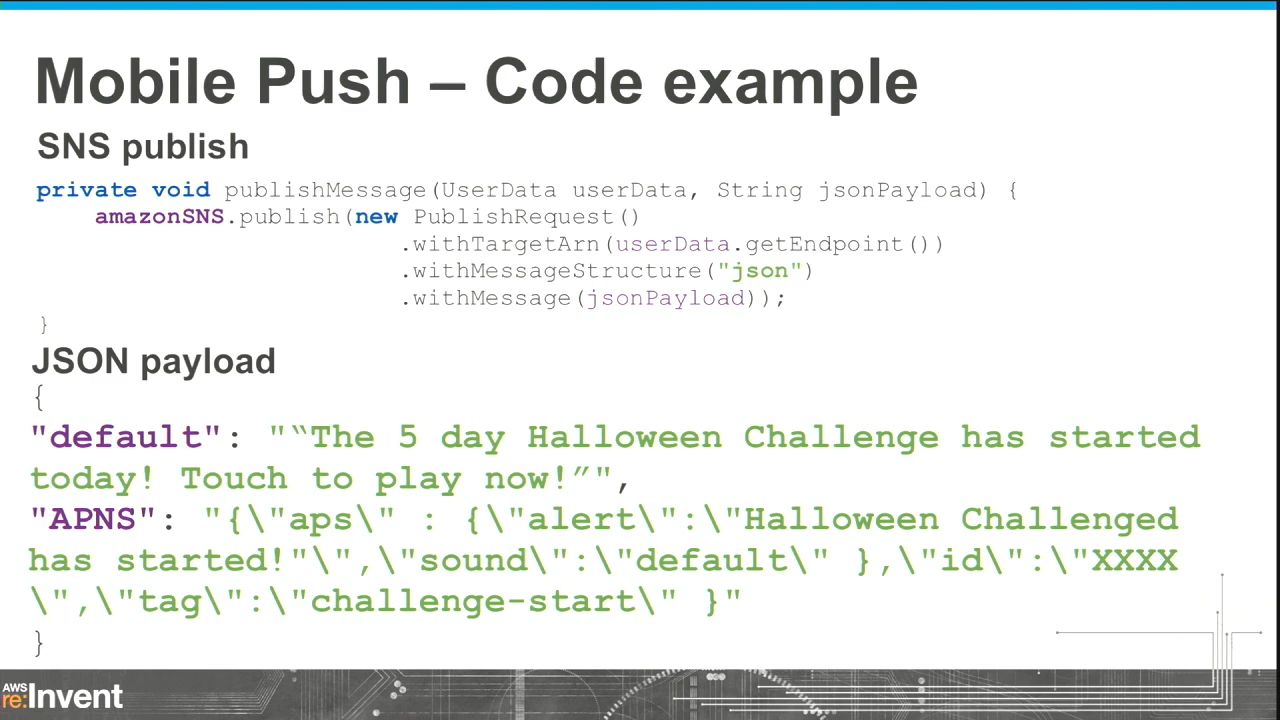 Mobile Push – Code example
SNS publish
private void publishMessage(UserData userData, String jsonPayload) {
amazonSNS.publish(new PublishRequest()
.withTargetArn(userData.getEndpoint())
.withMessageStructure("json")
.withMessage(jsonPayload));
}
JSON payload
{
"default": "“The 5 day Halloween Challenge has started
today! Touch to play now!”",
"APNS": "{\"aps\" : {\"alert\":\"Halloween Challenged
has started!"\",\"sound\":\"default\" },\"id\":\"XXXX
\",\"tag\":\"challenge-start\" }"
}
AWS
re:Invent